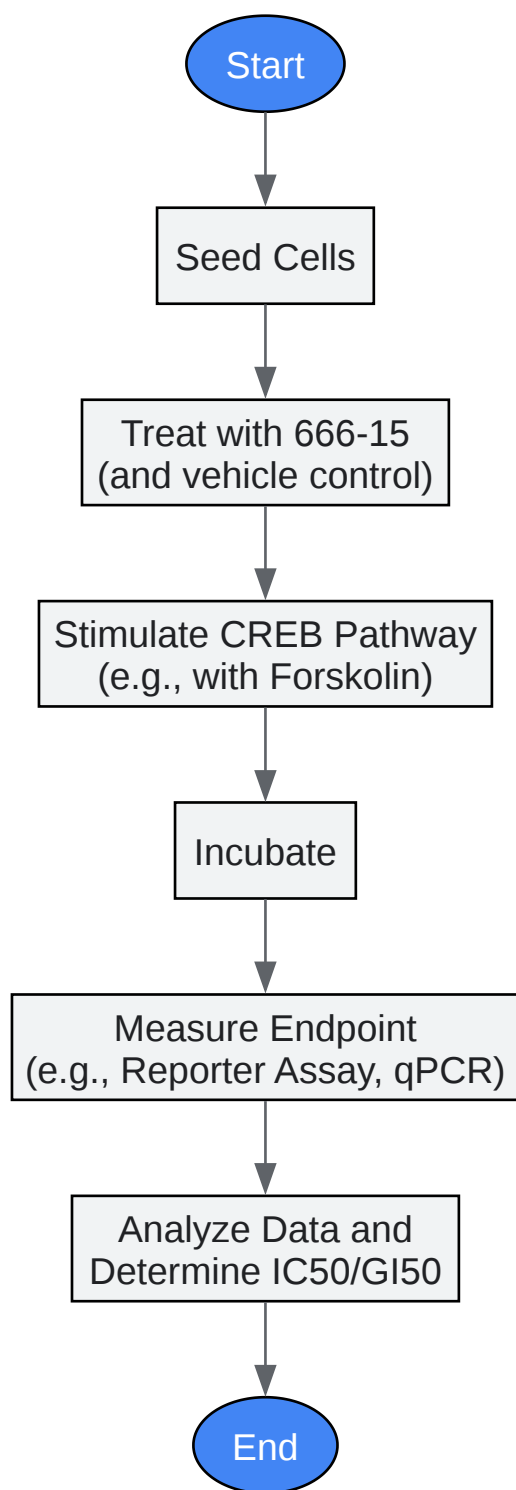 Start
Seed Cells
Treat with 666-15
(and vehicle control)
Stimulate CREB Pathway
(e.g., with Forskolin)
Incubate
Measure Endpoint
(e.g., Reporter Assay, qPCR)
Analyze Data and
Determine IC50/GI50
End